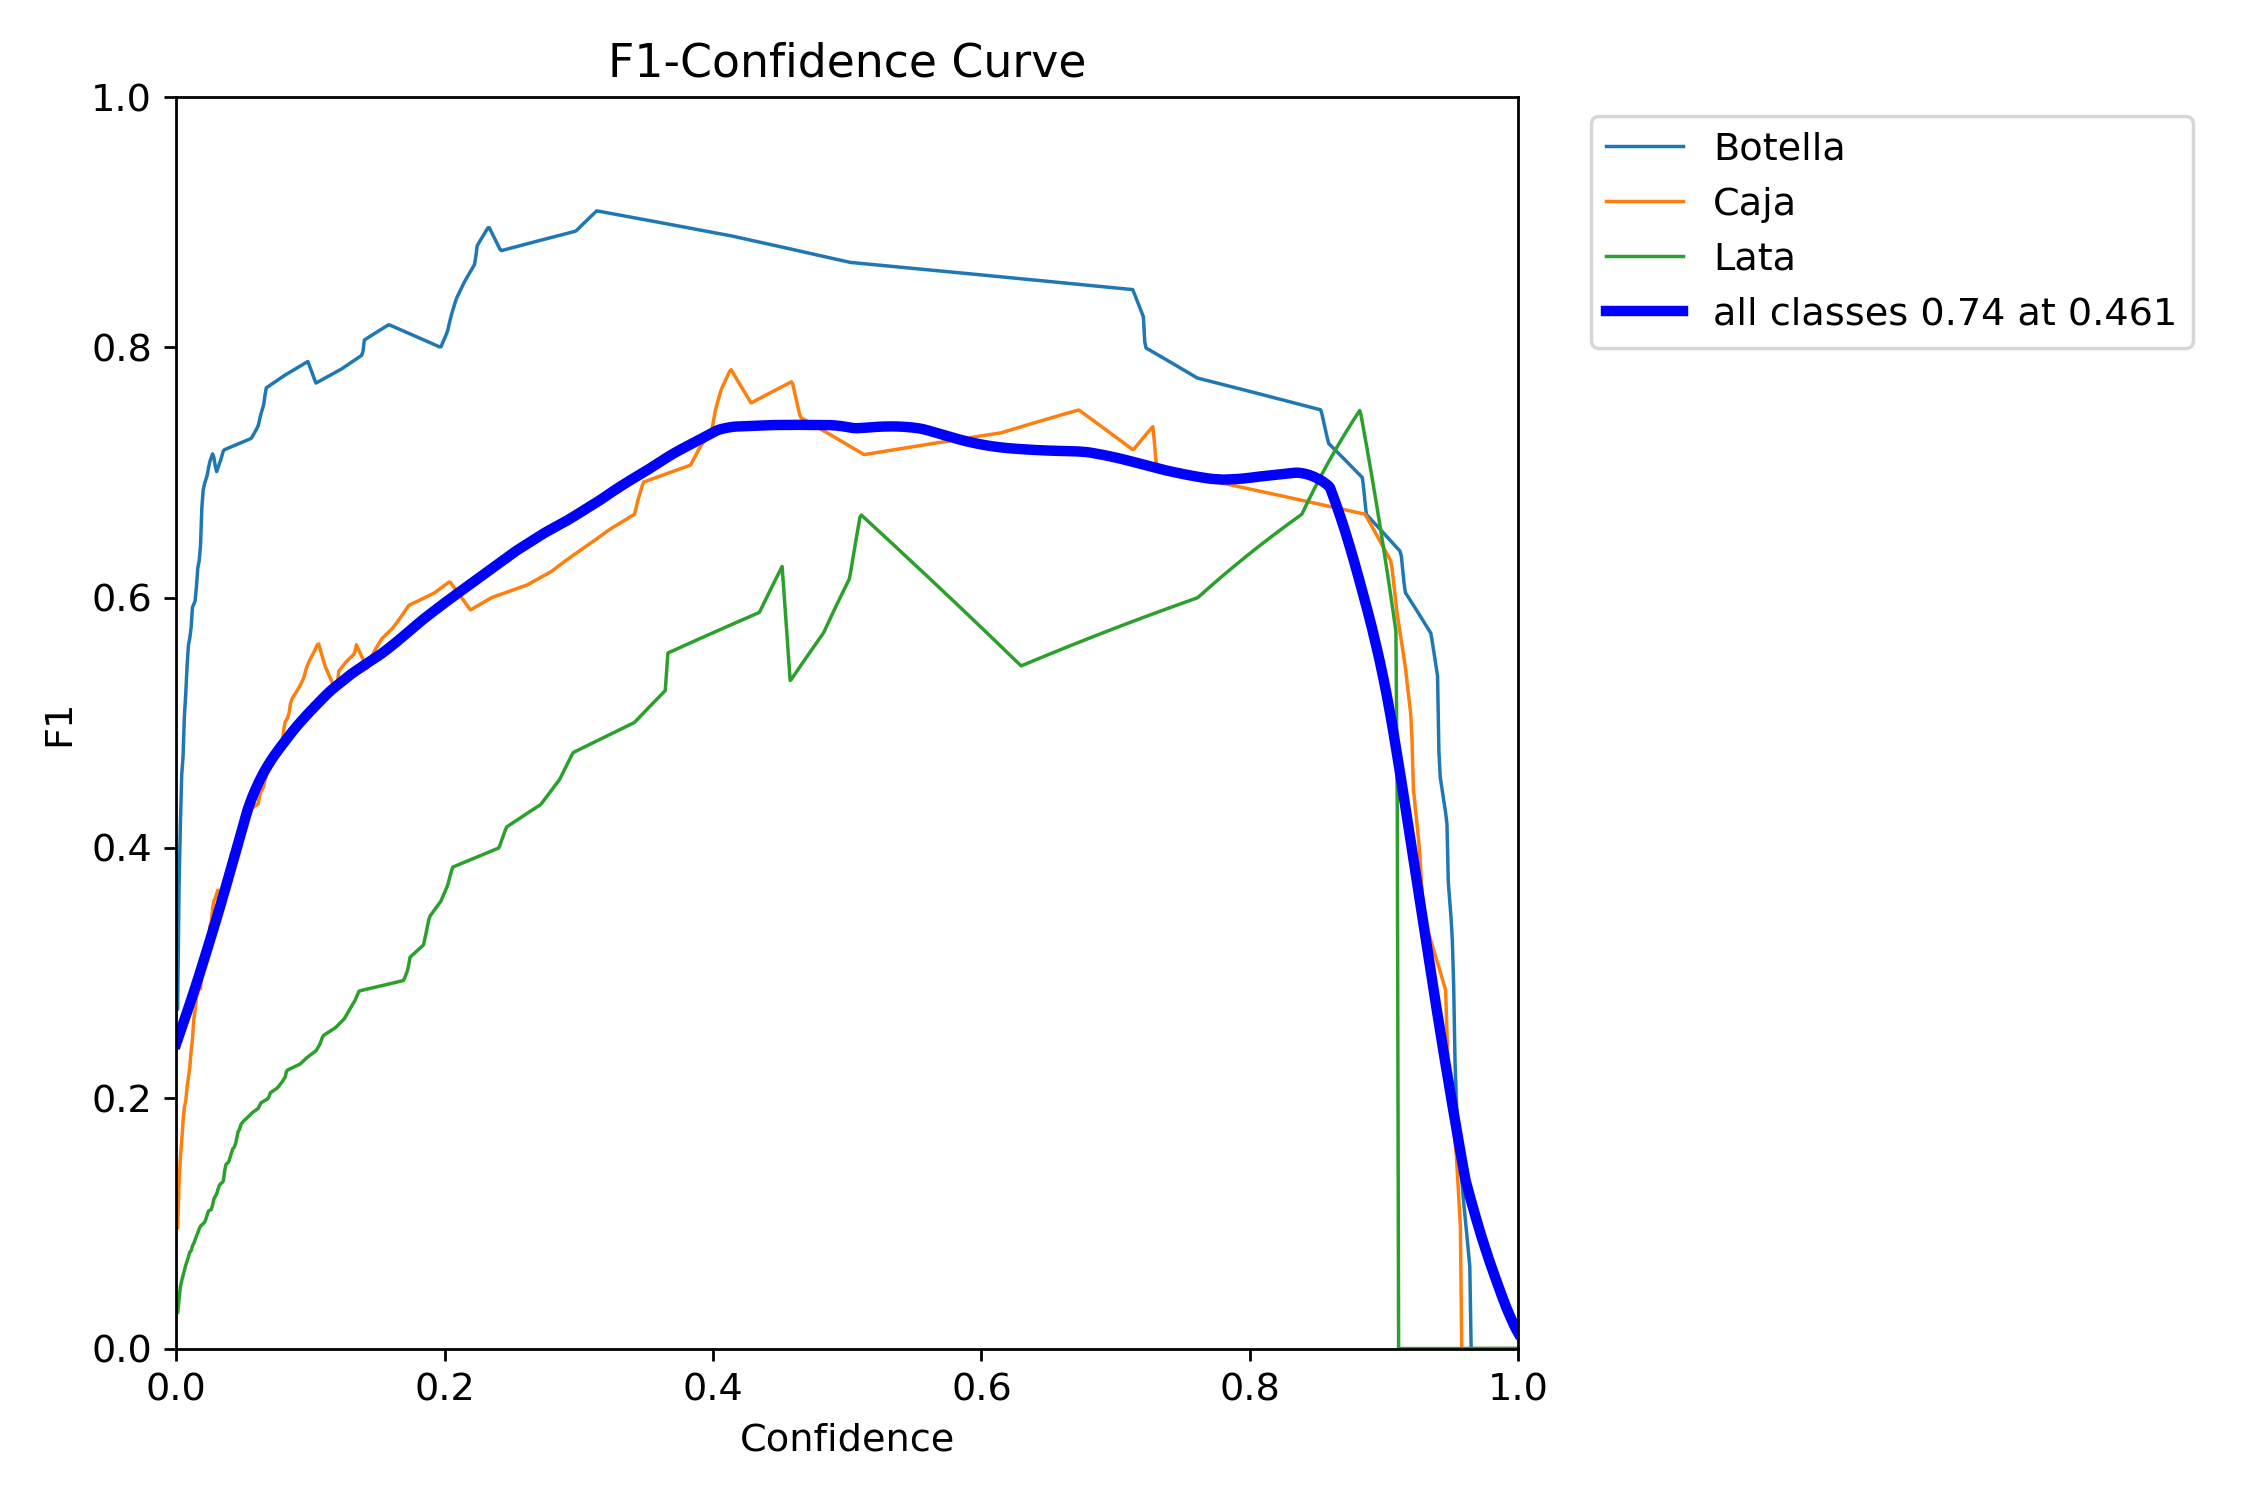 F1-Confidence Curve
Botella
Caja
Lata
all classes 0.74 at 0.461
F1
1.0
0.8
0.6
0.4
0.2
0.0
0.0 0.2 0.4 0.6 0.8 1.0
Confidence